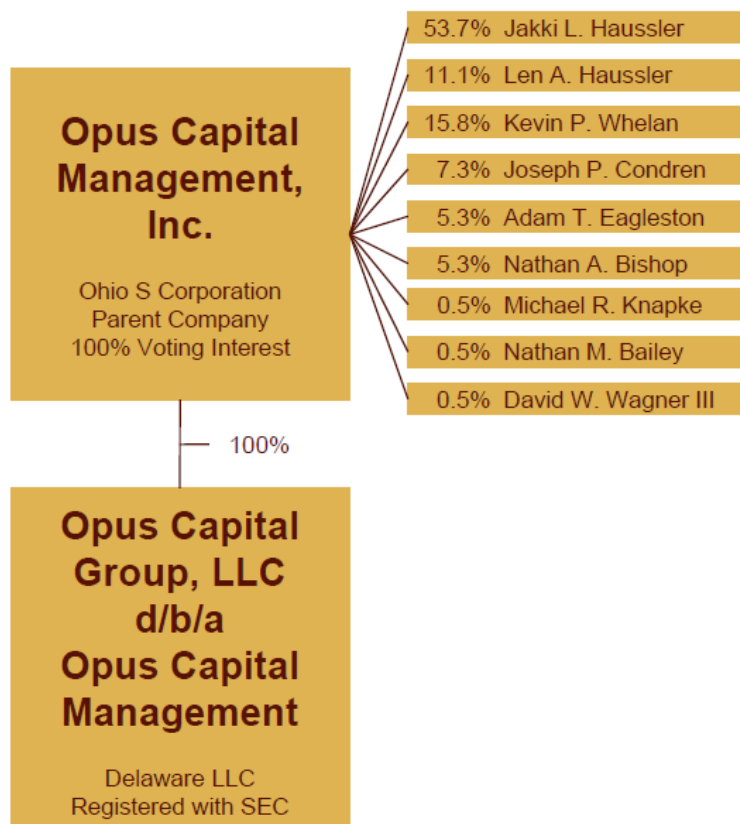 Opus Capital
Management,
Inc.
Ohio S Corporation
Parent Company
100% Voting Interest
53.7% Jakki L. Haussler
11.1% Len A. Haussler
15.8% Kevin P. Whelan
7.3% Joseph P. Condren
5.3% Adam T. Eagleston
5.3% Nathan A. Bishop
0.5% Michael R. Knapke
0.5% Nathan M. Bailey
0.5% David W. Wagner III
100%
Opus Capital
Group, LLC
d/b/a
Opus Capital
Management
Delaware LLC
Registered with SEC